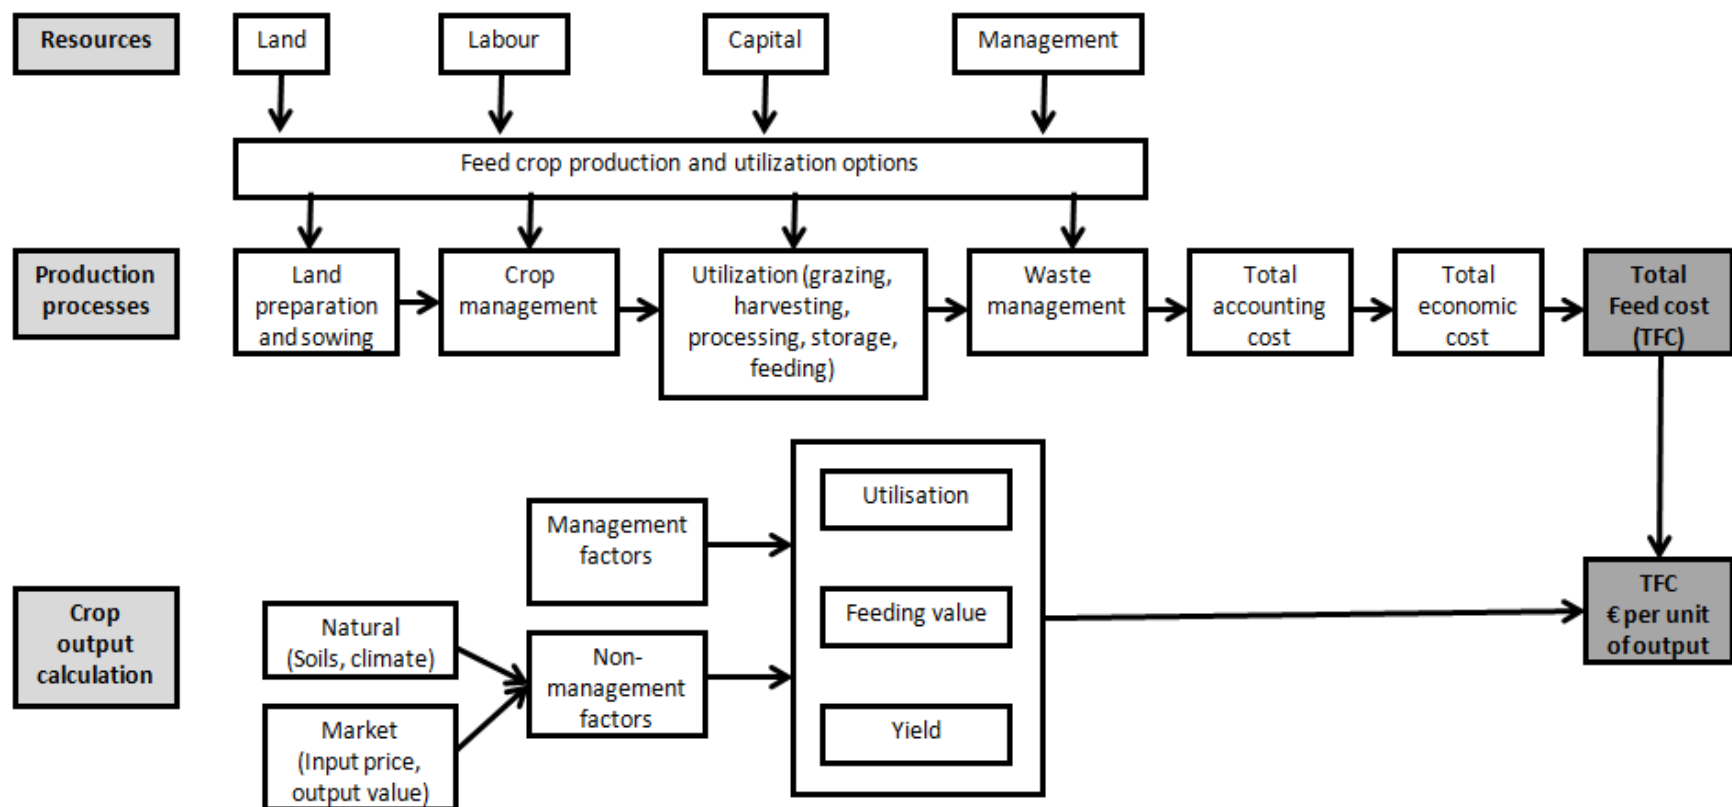 Resources
Land
Labour
Capital
Management
Feed crop production and utilization options
Production
processes
Land
preparation
and sowing
Crop
management
Utilization (grazing,
harvesting,
processing, storage,
feeding)
Waste
management
Total
accounting
cost
Total
economic
cost
Total
Feed cost
(TFC)
Crop
output
calculation
Natural
(Soils, climate)
Market
(Input price,
output value)
Management
factors
Non-
management
factors
Utilisation
Feeding value
Yield
TFC
€ per unit
of output